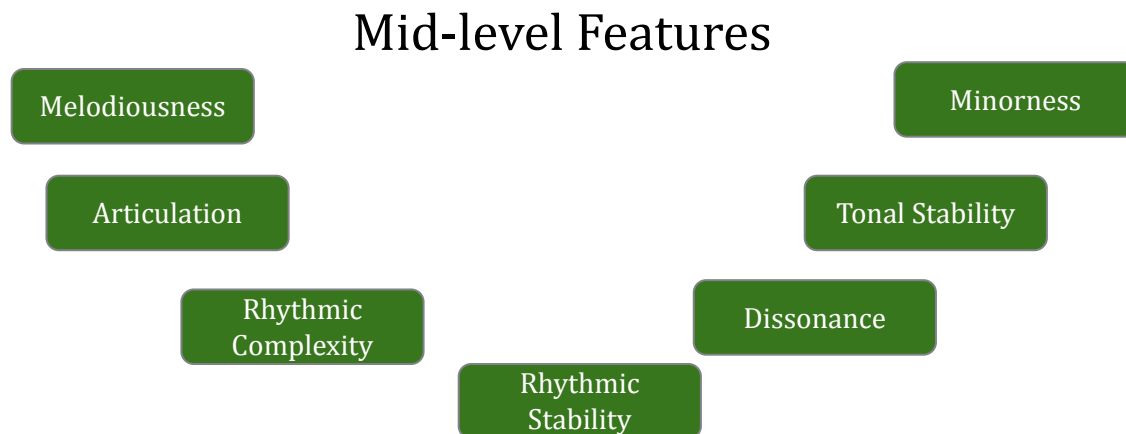 Mid-level Features
Melodiousness
Minorness
Articulation
Tonal Stability
Rhythmic
Complexity
Dissonance
Rhythmic
Stability